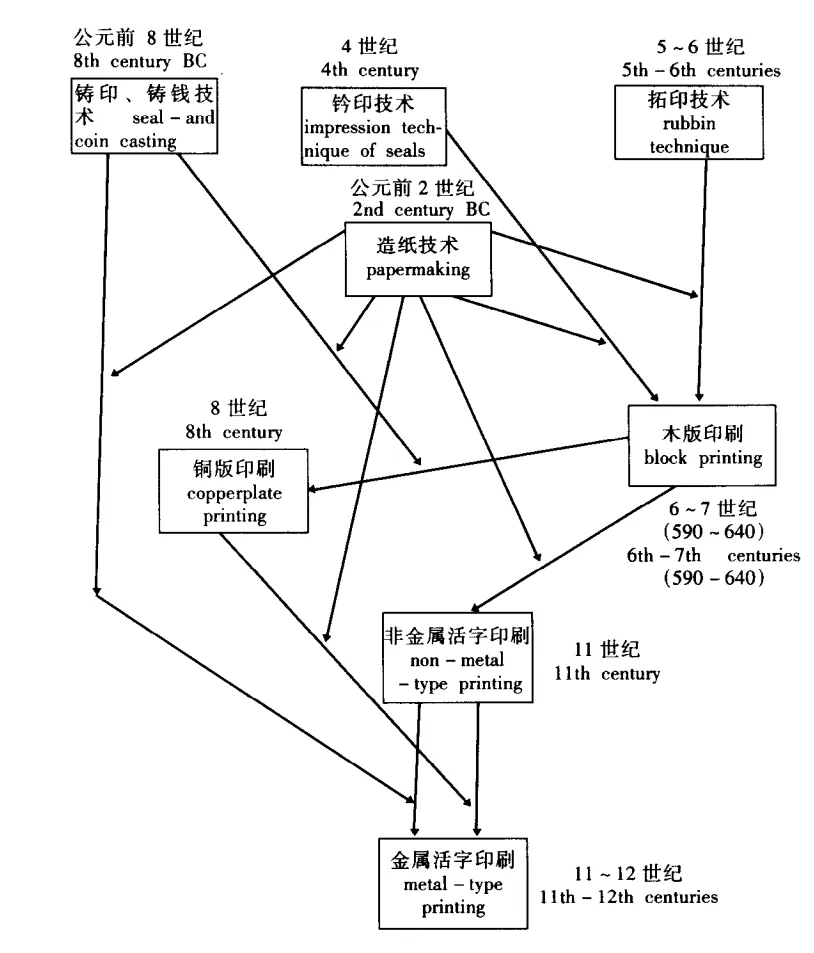 公元前 8 世纪
8th century BC
铸印、铸钱技
术 seal-and
coin casting
4 世纪
4th century
钤印技术
impression tech-
nique of seals
5~6 世纪
5th-6th centuries
拓印技术
rubbin
technique
公元前 2 世纪
2nd century BC
造纸技术
papermaking
8 世纪
8th century
铜版印刷
copperplate
printing
木版印刷
block printing
6~7 世纪
(590~640)
6th-7th centuries
(590-640)
非金属活字印刷
non-metal
-type printing
11 世纪
11th century
金属活字印刷
metal-type
printing
11~12 世纪
11th-12th centuries